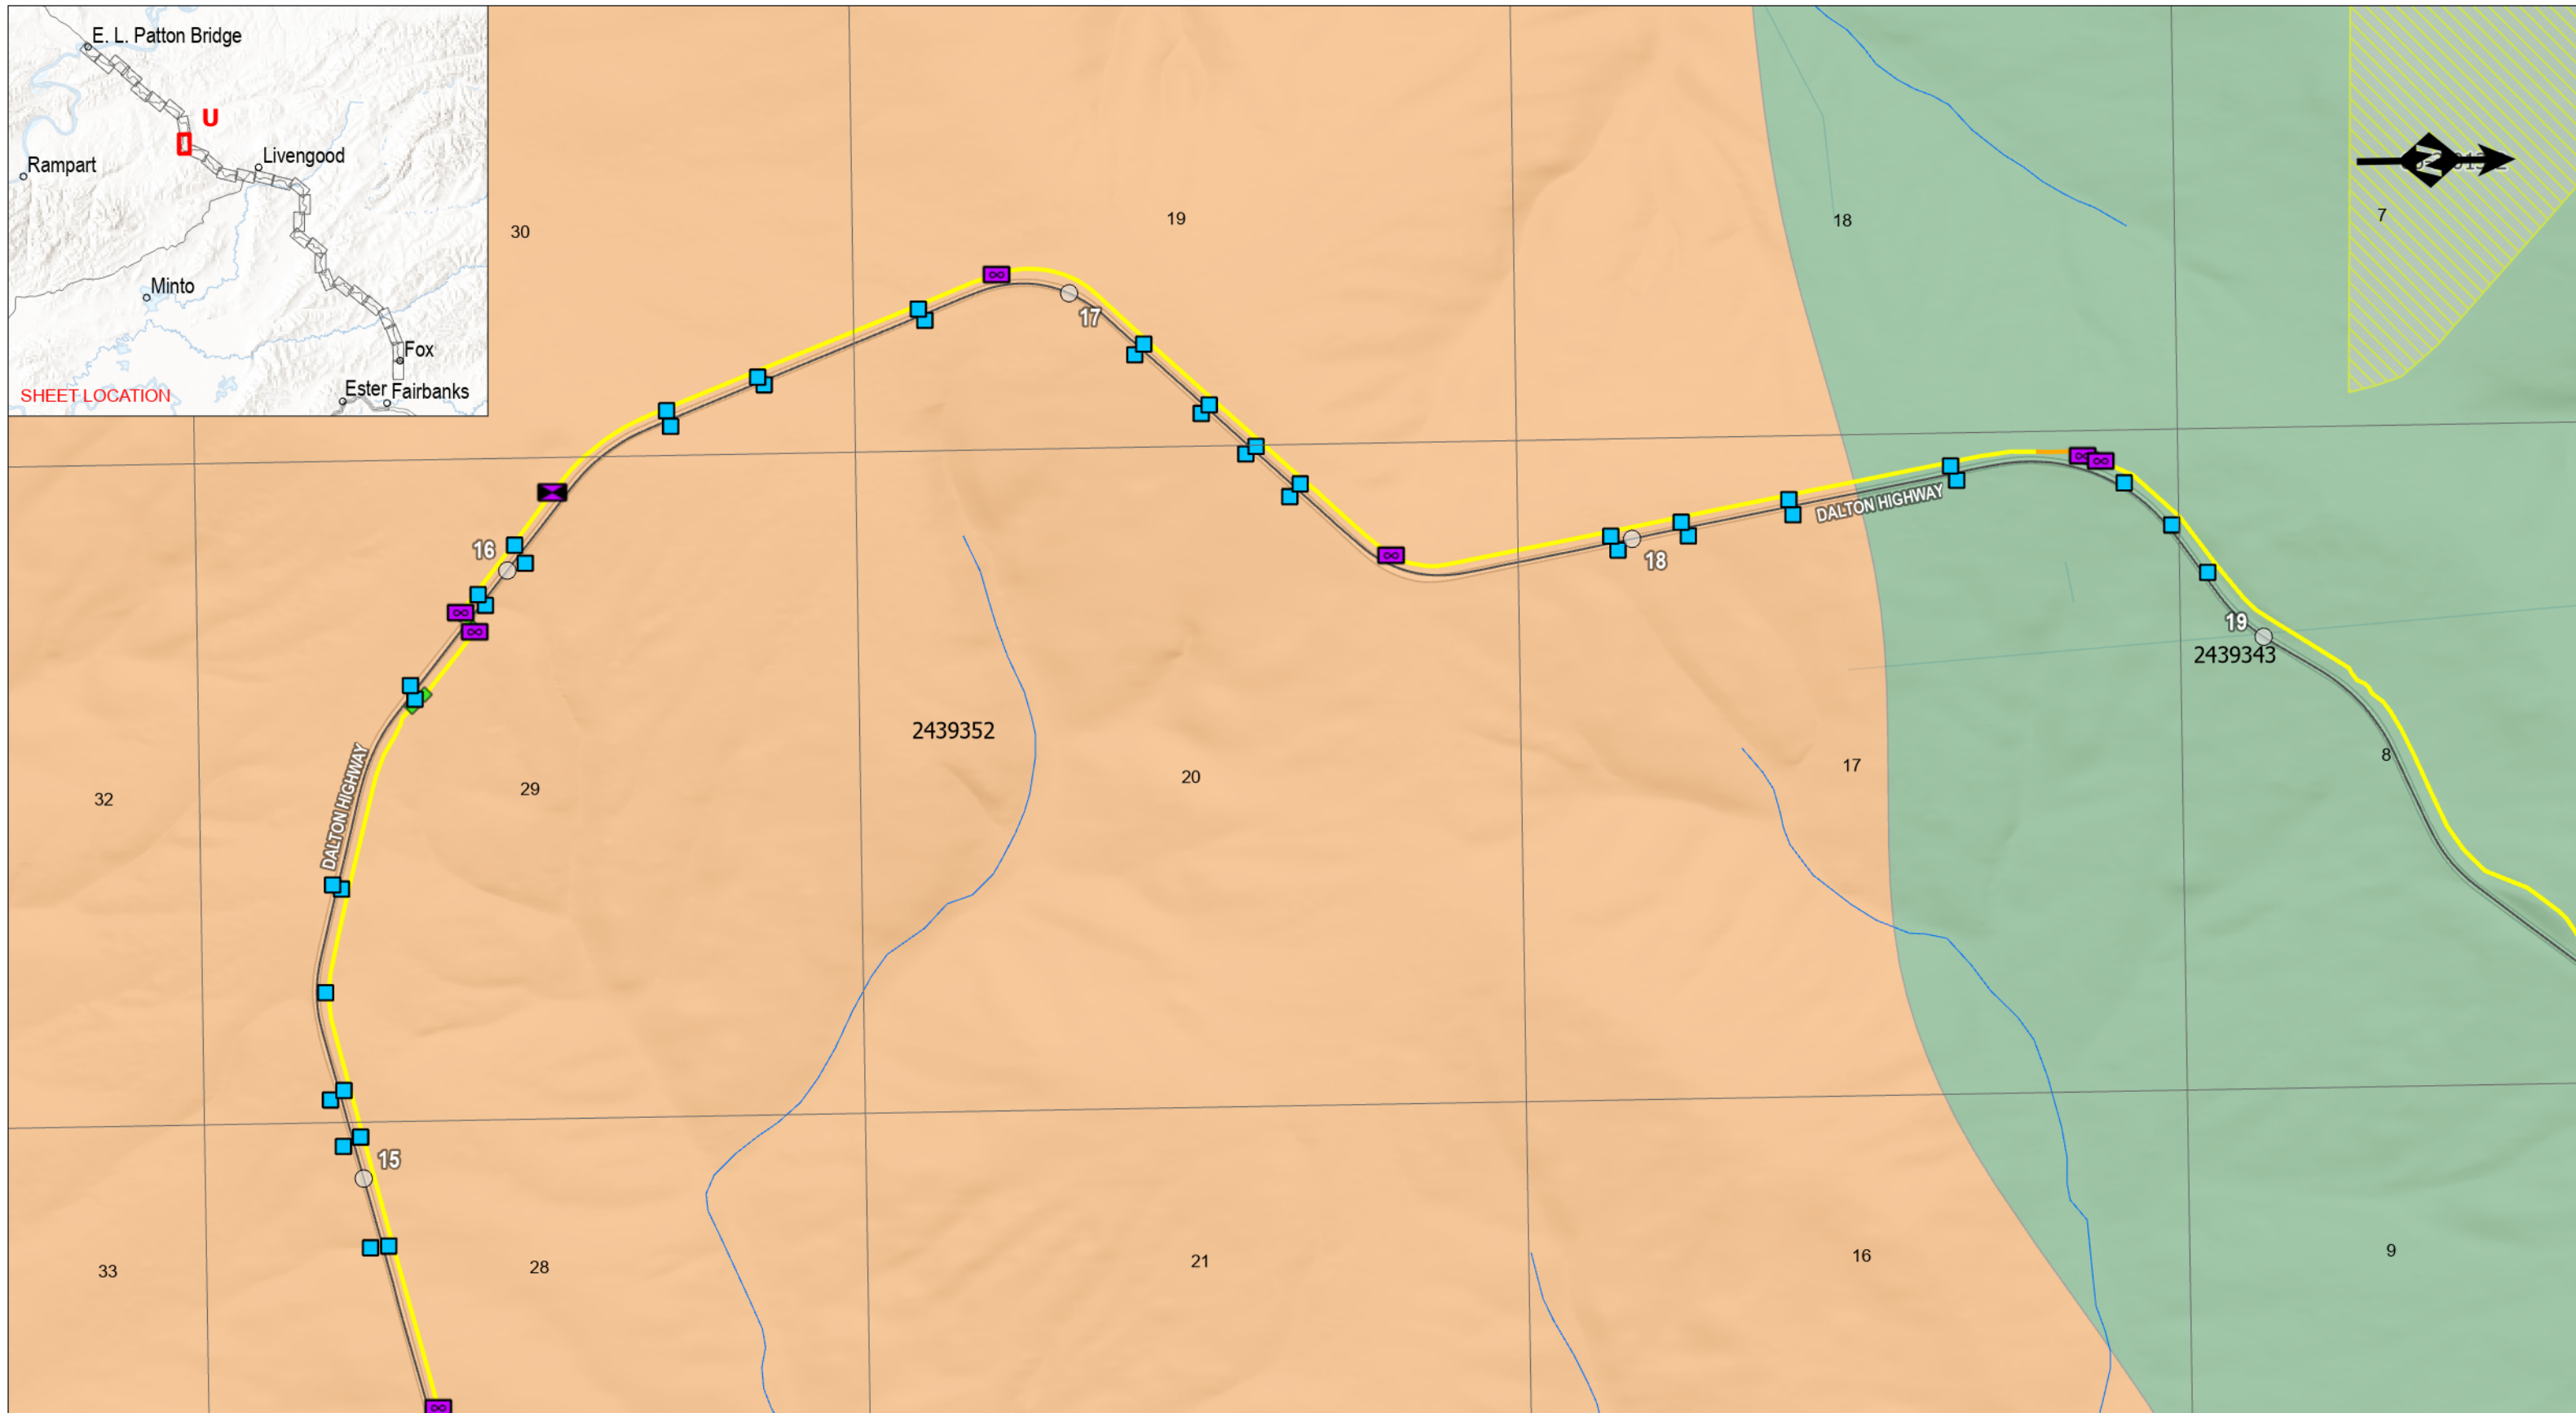 E. L. Patton Bridge
U
Livengood
Rampart
Minto
Fox
Ester
Fairbanks
SHEET LOCATION
30
19
18
7
N
17
16
18
DALTON HIGHWAY
19
2439343
8
DALTON HIGHWAY
2439352
32
29
20
17
15
33
28
21
16
9